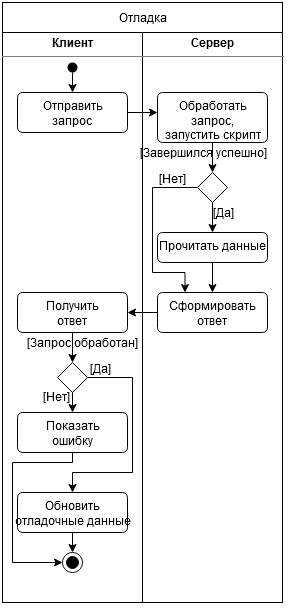 Отладка
Клиент
Сервер
Отправить
запрос
Обработать
запрос,
запустить скрипт
[Завершился успешно]
[Нет]
[Да]
Прочитать данные
Сформировать
ответ
Получить
ответ
[Запрос обработан]
[Да]
[Нет]
Показать
ошибку
Обновить
отладочные данные